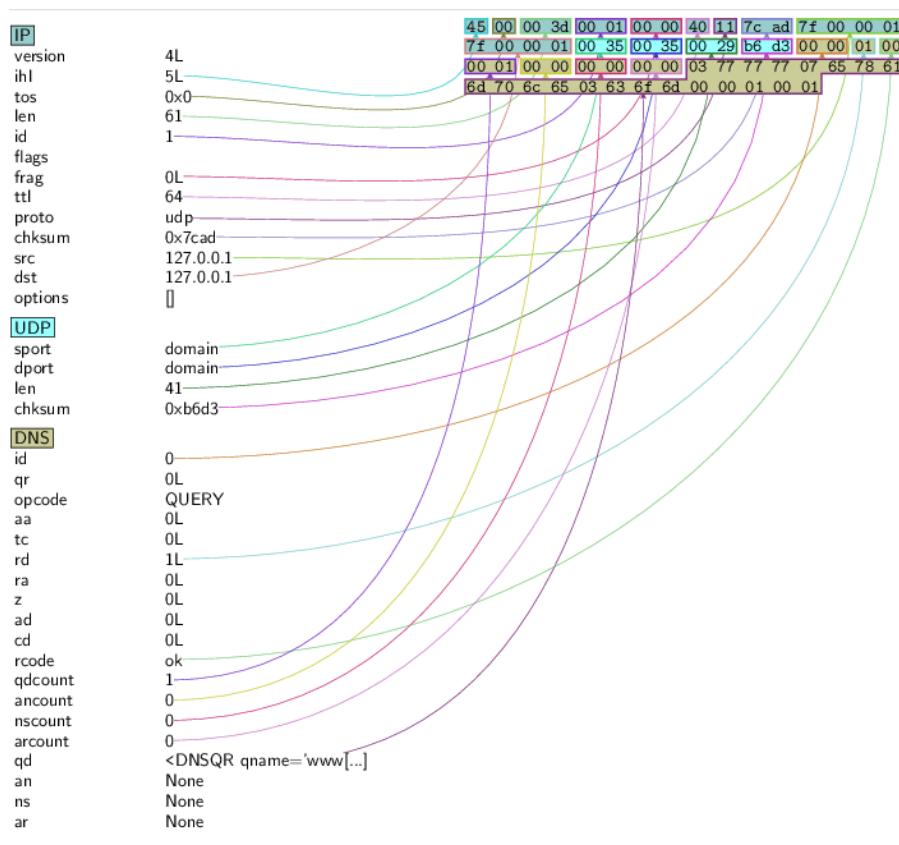 IP
45 00 00 3d 00 01 00 00 40 11 7c ad 7f 00 00 01
7f 00 00 01 00 35 00 35 00 29 b6 d3 00 00 01 00
00 01 00 00 00 00 00 00 03 77 77 77 07 65 78 61
6d 70 6c 65 03 63 6f 6d 00 00 01 00 01
version 4L
ihl 5L
tos 0x0
len 61
id 1
flags
frag 0L
ttl 64
proto udp
chksum 0x7cad
src 127.0.0.1
dst 127.0.0.1
options []
UDP
sport domain
dport domain
len 41
chksum 0xb6d3
DNS
id 0
qr 0L
opcode QUERY
aa 0L
tc 0L
rd 1L
ra 0L
z 0L
ad 0L
cd 0L
rcode ok
qdcount 1
ancount 0
nscount 0
arcount 0
qd <DNSQR qname='www[...]
an None
ns None
ar None